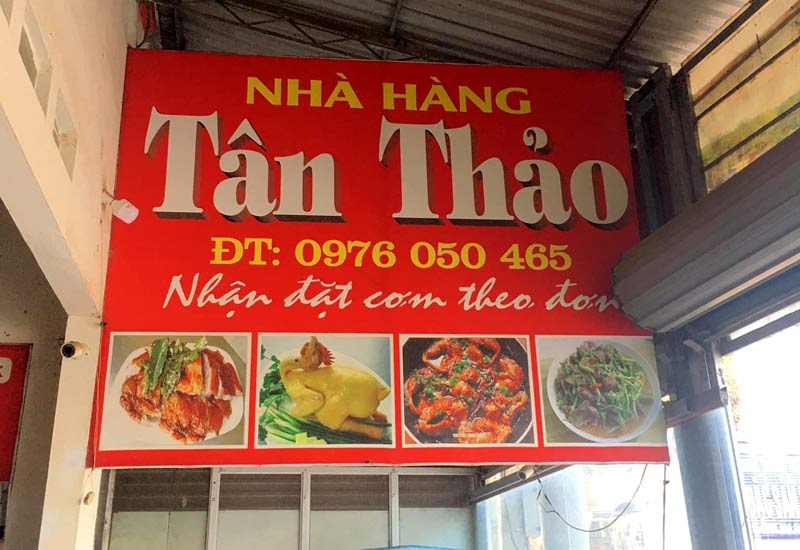 NHÀ HÀNG
Tân Thảo
ĐT: 0976 050 465
Nhận đặt cơm theo đơn